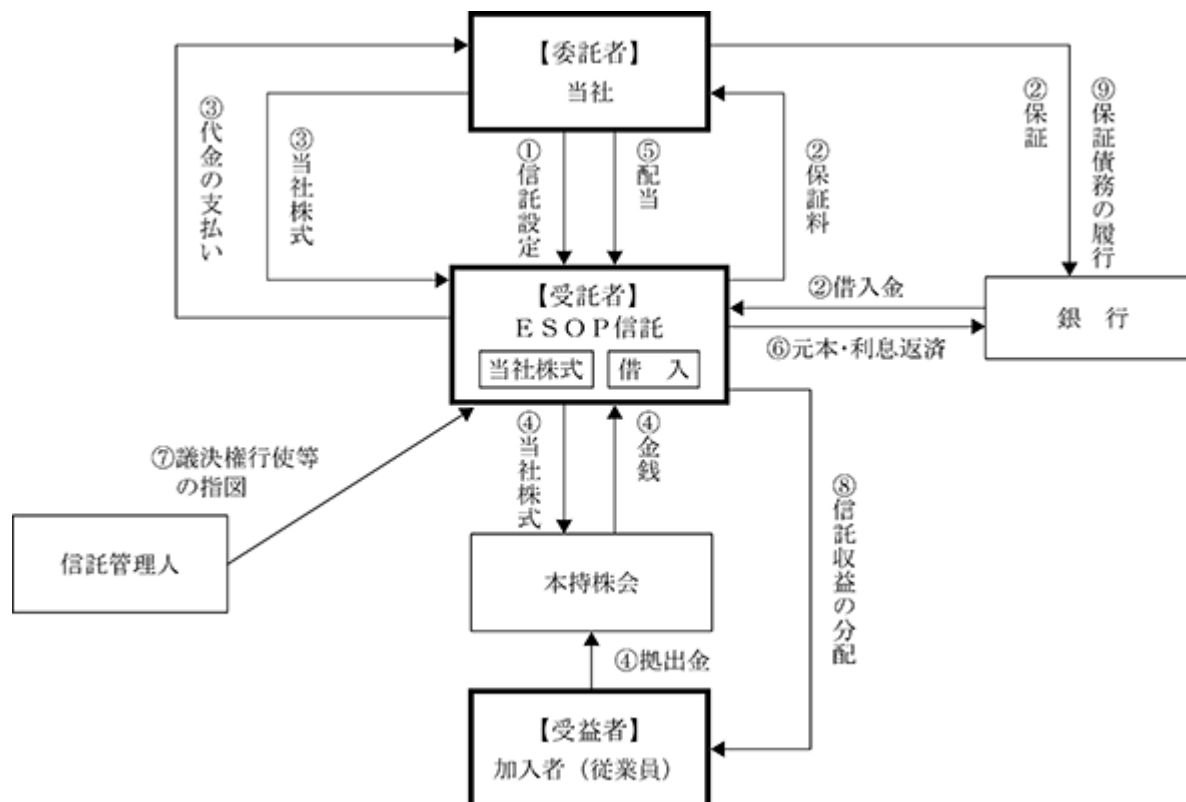 【委託者】
当社
③代金の支払い
③当社株式
①信託設定
⑤配当
②保証料
②保証
⑨保証債務の履行
【受託者】
ＥＳＯＰ信託
当社株式
借　入
②借入金
⑥元本・利息返済
銀　行
④当社株式
④金銭
⑦議決権行使等
の指図
信託管理人
本持株会
⑧信託収益の分配
④拠出金
【受益者】
加入者（従業員）